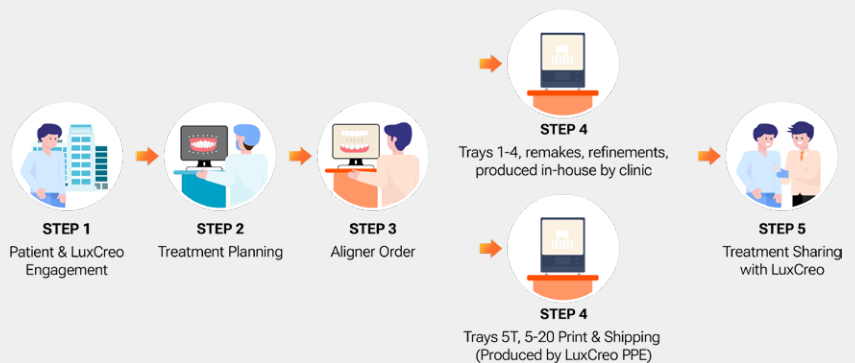 STEP 1
Patient & LuxCreo
Engagement
STEP 2
Treatment Planning
STEP 3
Aligner Order
STEP 4
Trays 1-4, remakes, refinements,
produced in-house by clinic
STEP 4
Trays 5T, 5-20 Print & Shipping
(Produced by LuxCreo PPE)
STEP 5
Treatment Sharing
with LuxCreo